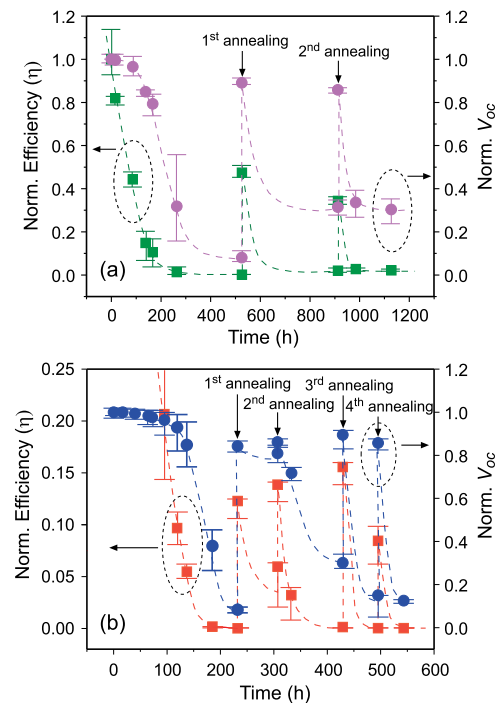 1st annealing
2nd annealing
1.2
1.0
0.8
0.6
0.4
0.2
0.0
Norm. Efficiency (η)
1.2
1.0
0.8
0.6
0.4
0.2
0.0
Norm. Voc
(a)
0 200 400 600 800 1000 1200
Time (h)
1st annealing
2nd annealing
3rd annealing
4th annealing
0.25
0.20
0.15
0.10
0.05
0.00
Norm. Efficiency (η)
1.2
1.0
0.8
0.6
0.4
0.2
0.0
Norm. Voc
(b)
0 100 200 300 400 500 600
Time (h)